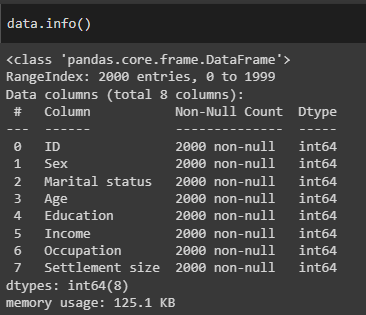 data.info()
<class 'pandas.core.frame.DataFrame'>
RangeIndex: 2000 entries, 0 to 1999
Data columns (total 8 columns):
 #   Column           Non-Null Count  Dtype
---  ------           --------------  -----
 0   ID               2000 non-null   int64
 1   Sex              2000 non-null   int64
 2   Marital status   2000 non-null   int64
 3   Age              2000 non-null   int64
 4   Education        2000 non-null   int64
 5   Income           2000 non-null   int64
 6   Occupation       2000 non-null   int64
 7   Settlement size  2000 non-null   int64
dtypes: int64(8)
memory usage: 125.1 KB